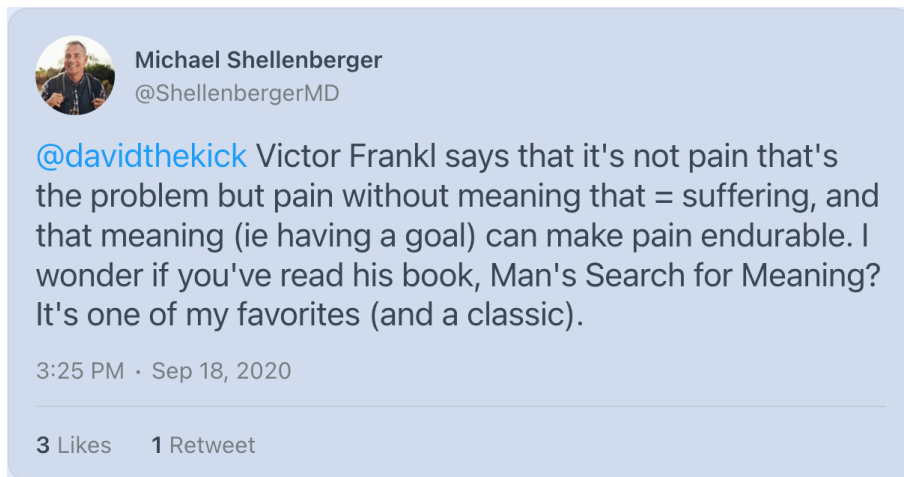 Michael Shellenberger
@ShellenbergerMD
@davidthekick Victor Frankl says that it's not pain that's
the problem but pain without meaning that = suffering, and
that meaning (ie having a goal) can make pain endurable. I
wonder if you've read his book, Man's Search for Meaning?
It's one of my favorites (and a classic).
3:25 PM · Sep 18, 2020
3 Likes 1 Retweet